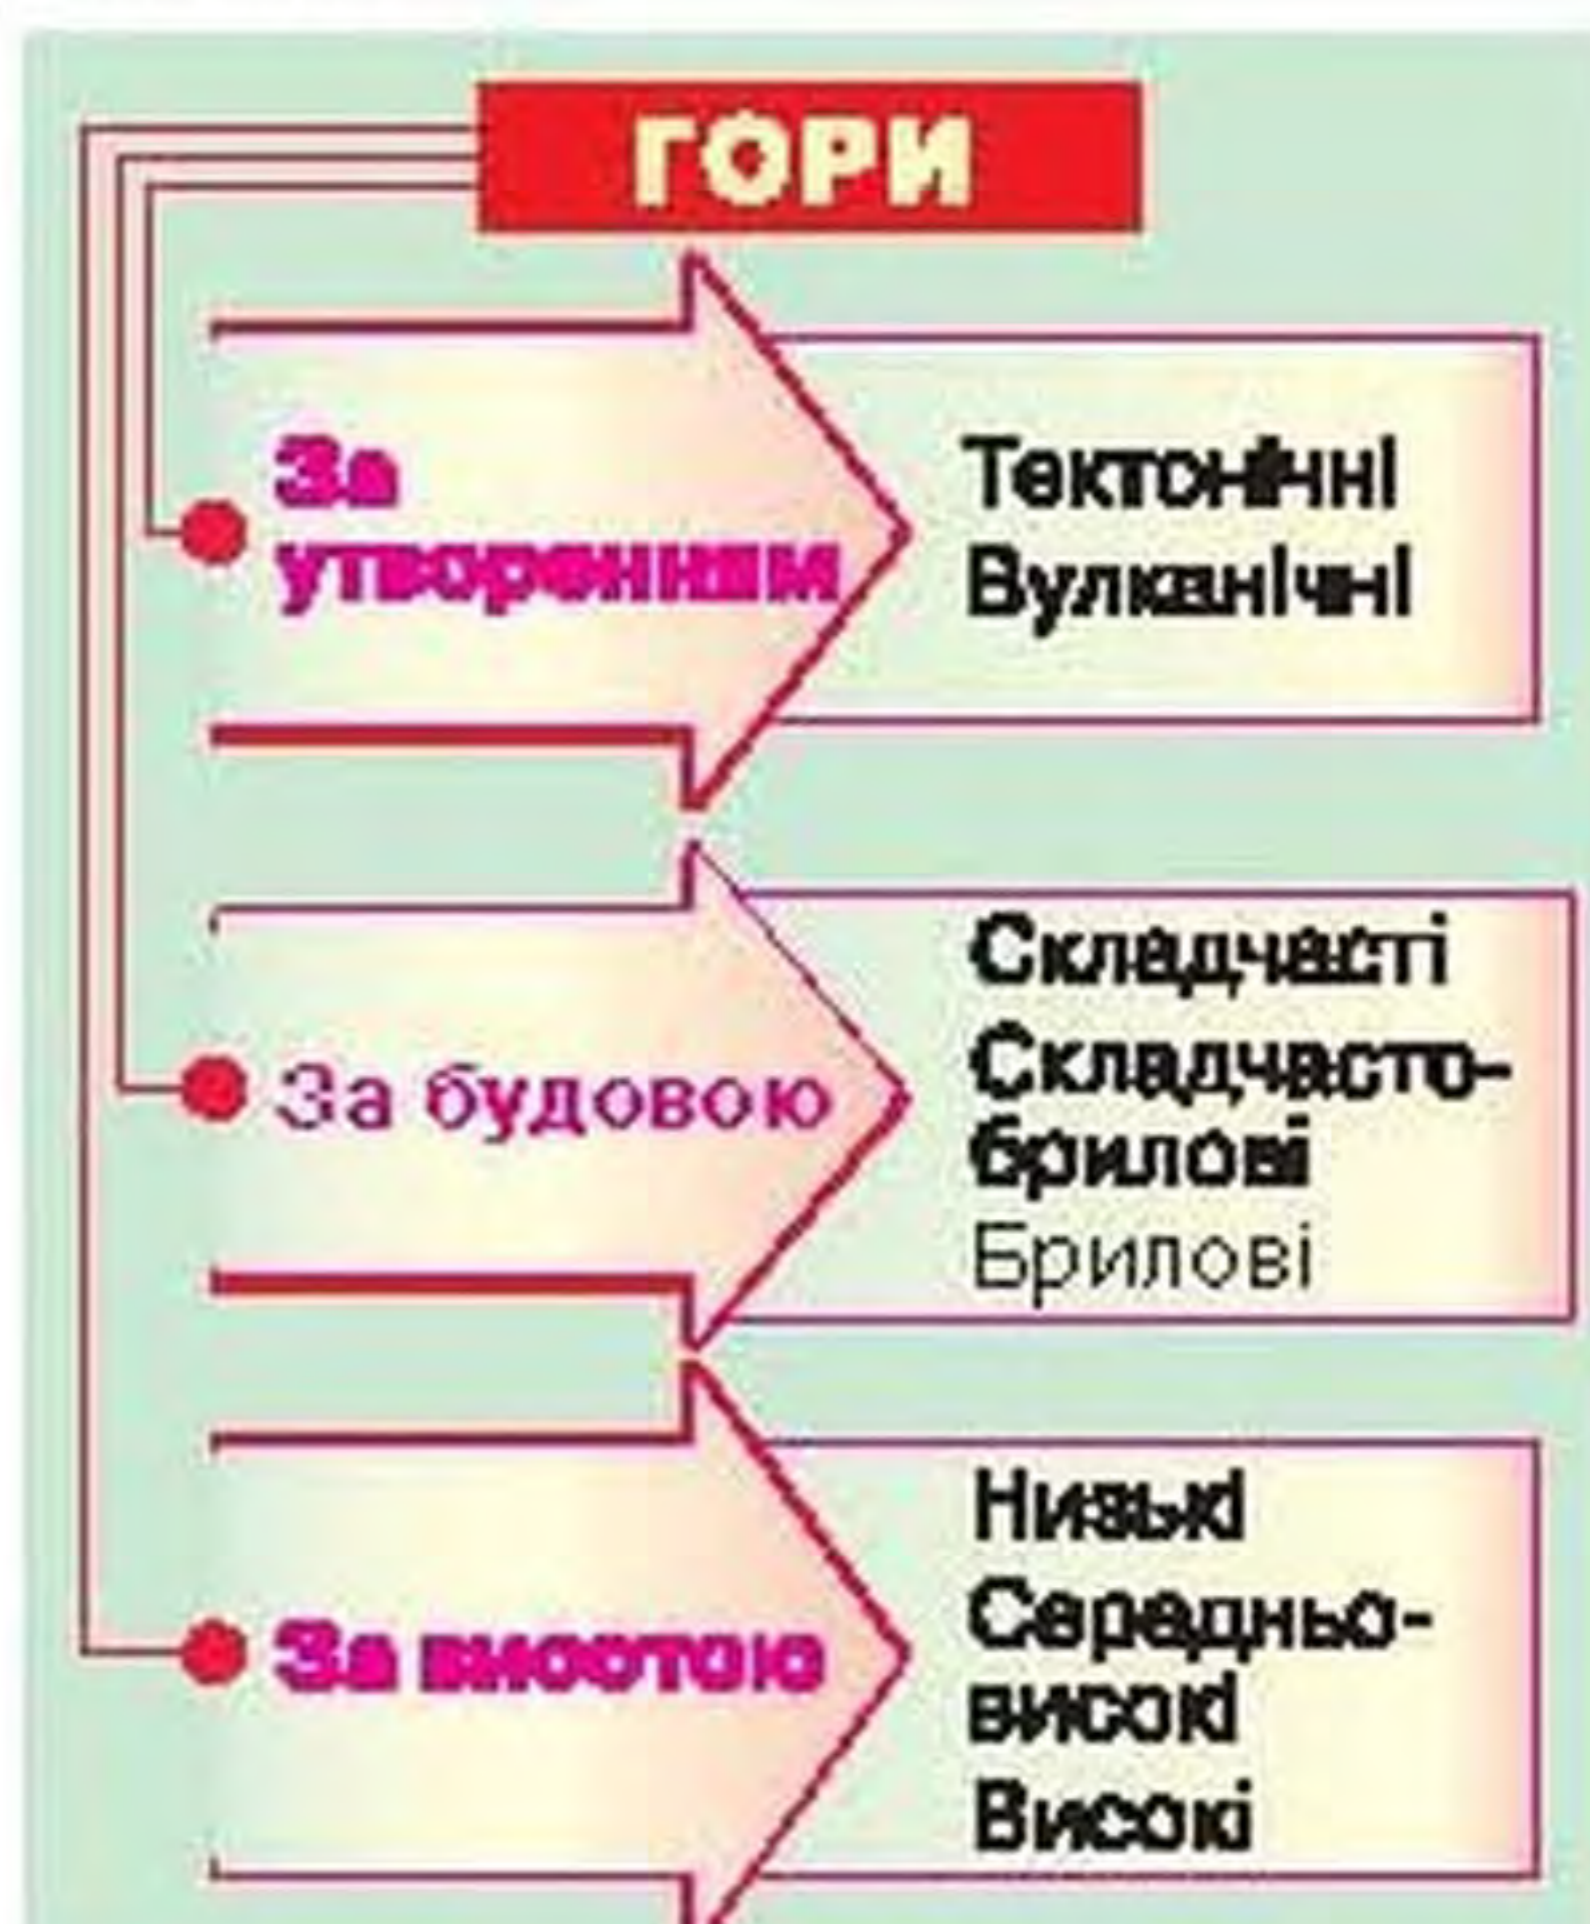 ГОРИ
За
утворенням
Тектонічні
Вулканічні
За будовою
Складчасті
Складчасто-
брилові
Брилові
За висотою
Низькі
Середньо-
високі
Високі